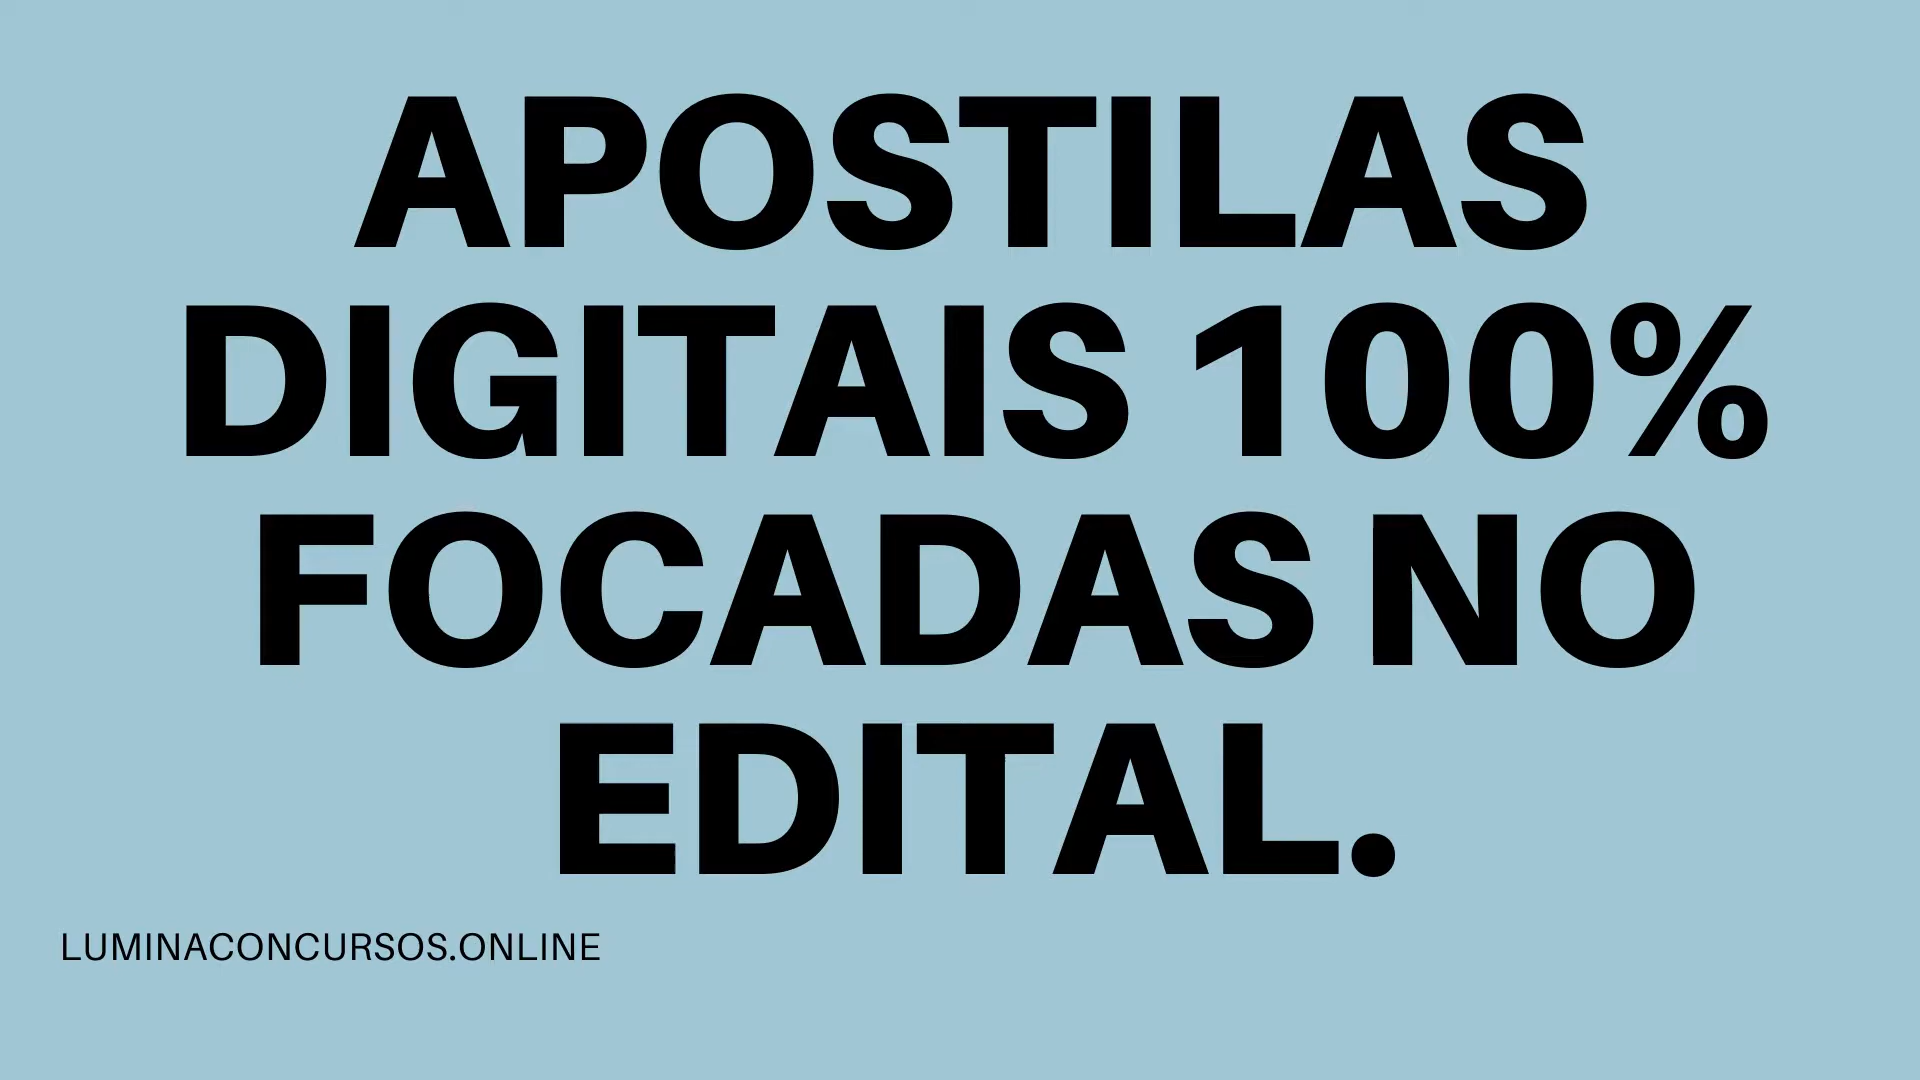 APOSTILAS
DIGITAIS 100%
FOCADAS NO
EDITAL.
LUMINACONCURSOS.ONLINE